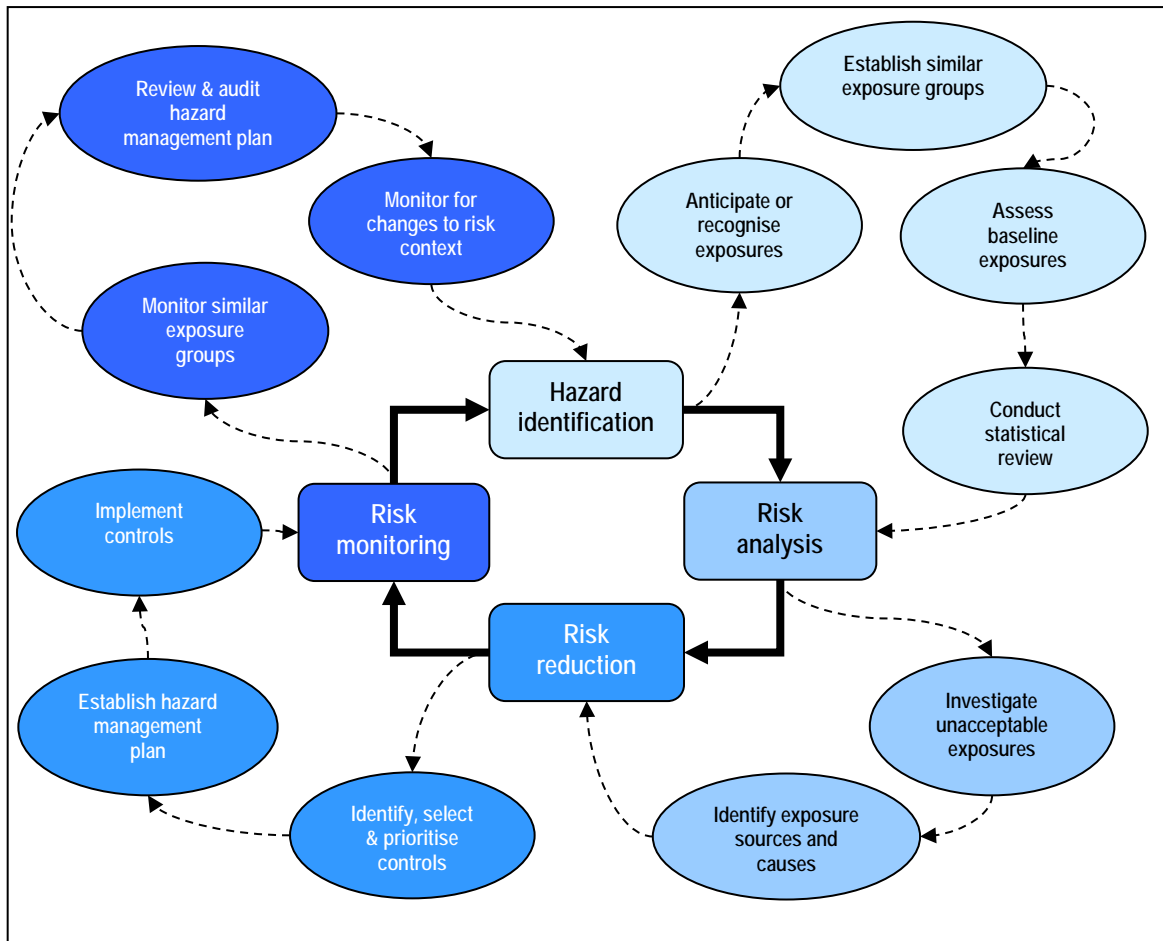 Review & audit
hazard
management plan
Monitor for
changes to risk
context
Monitor similar
exposure
groups
Establish similar
exposure groups
Anticipate or
recognise
exposures
Assess
baseline
exposures
Conduct
statistical
review
Hazard
identification
Risk
analysis
Risk
reduction
Risk
monitoring
Investigate
unacceptable
exposures
Identify exposure
sources and
causes
Identify, select
& prioritise
controls
Establish hazard
management
plan
Implement
controls